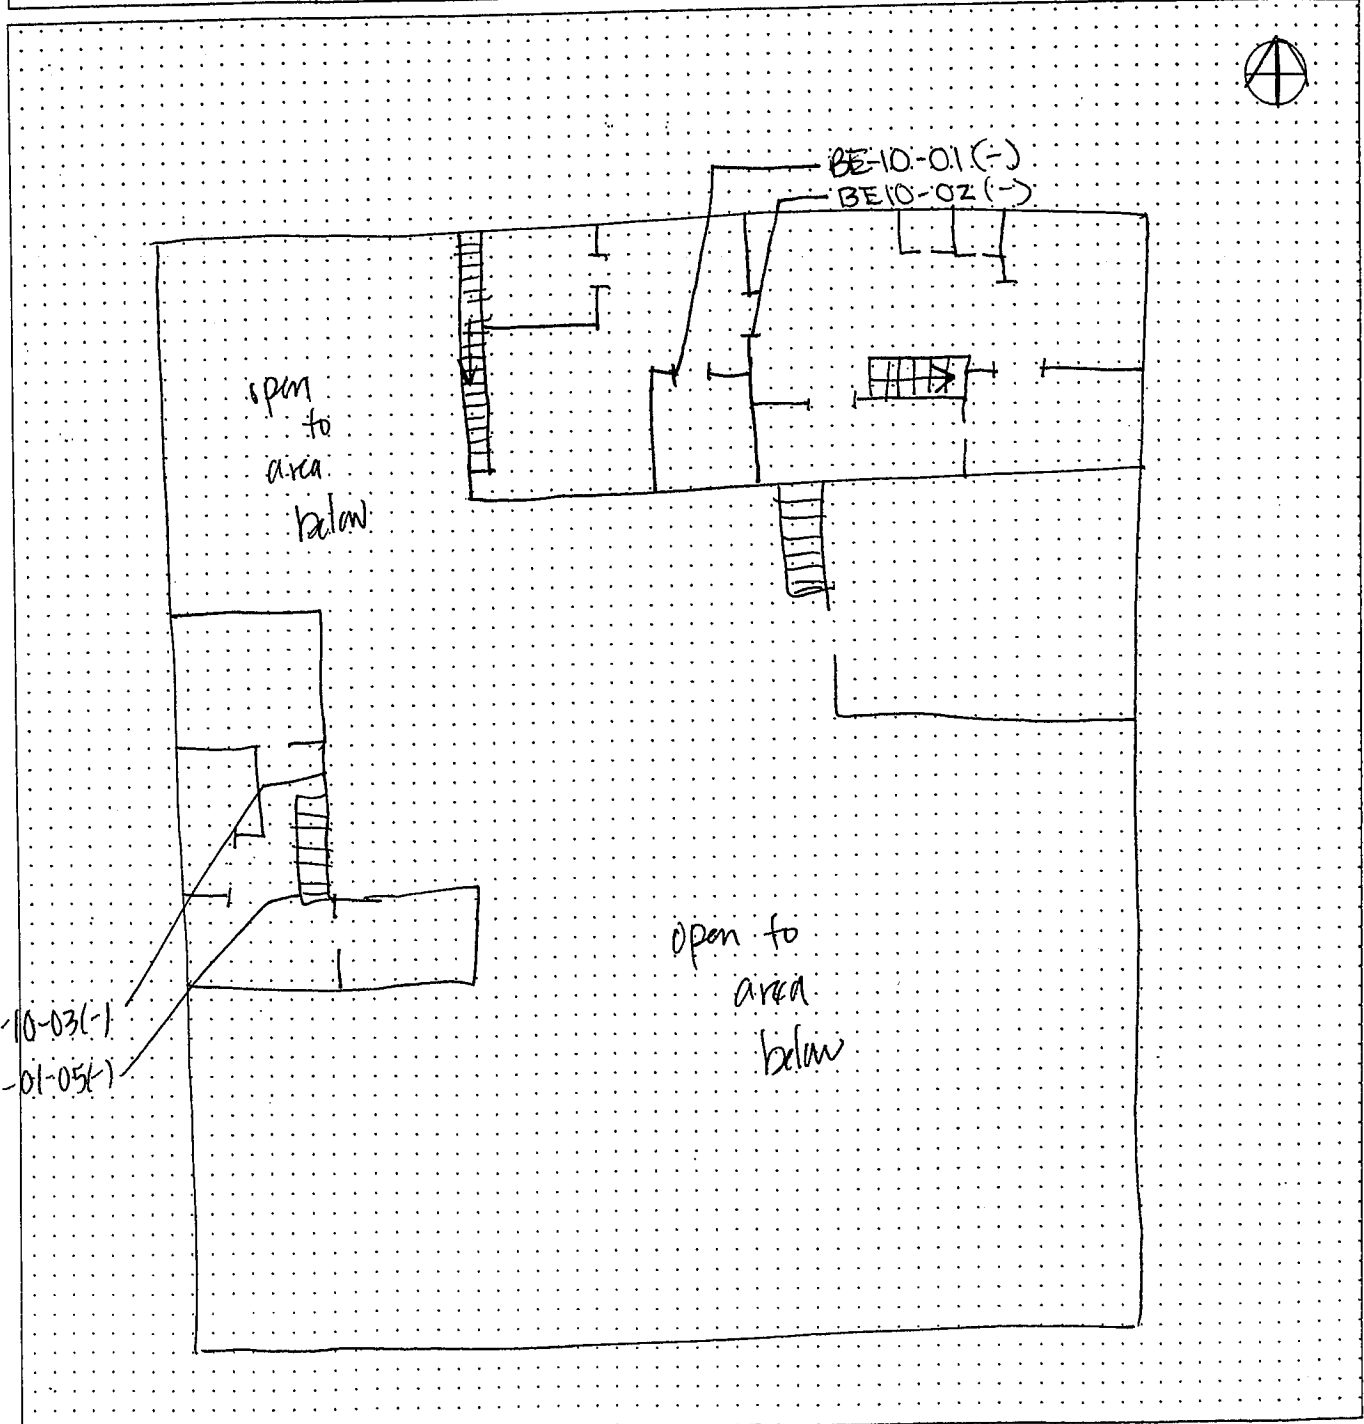 BE-10-01(-)
BE10-02(-)
open
to
area
below
-10-03(-)
-01-05(-)
open to
area
below